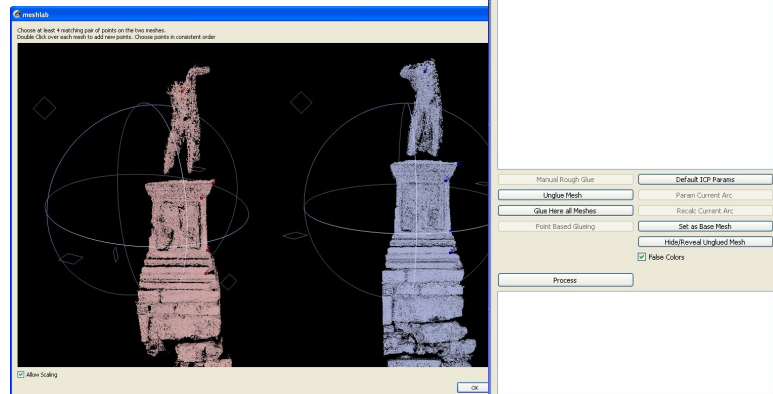 meshlab
Choose at least 4 matching pair of points on the two meshes.
Double Click over each mesh to add new points. Choose points in consistent order
Allow Scaling
OK
Manual Rough Glue
Default ICP Params
Unglue Mesh
Param Current Arc
Glue Here all Meshes
Recalc Current Arc
Point Based Glueing
Set as Base Mesh
Hide/Reveal Unglued Mesh
False Colors
Process